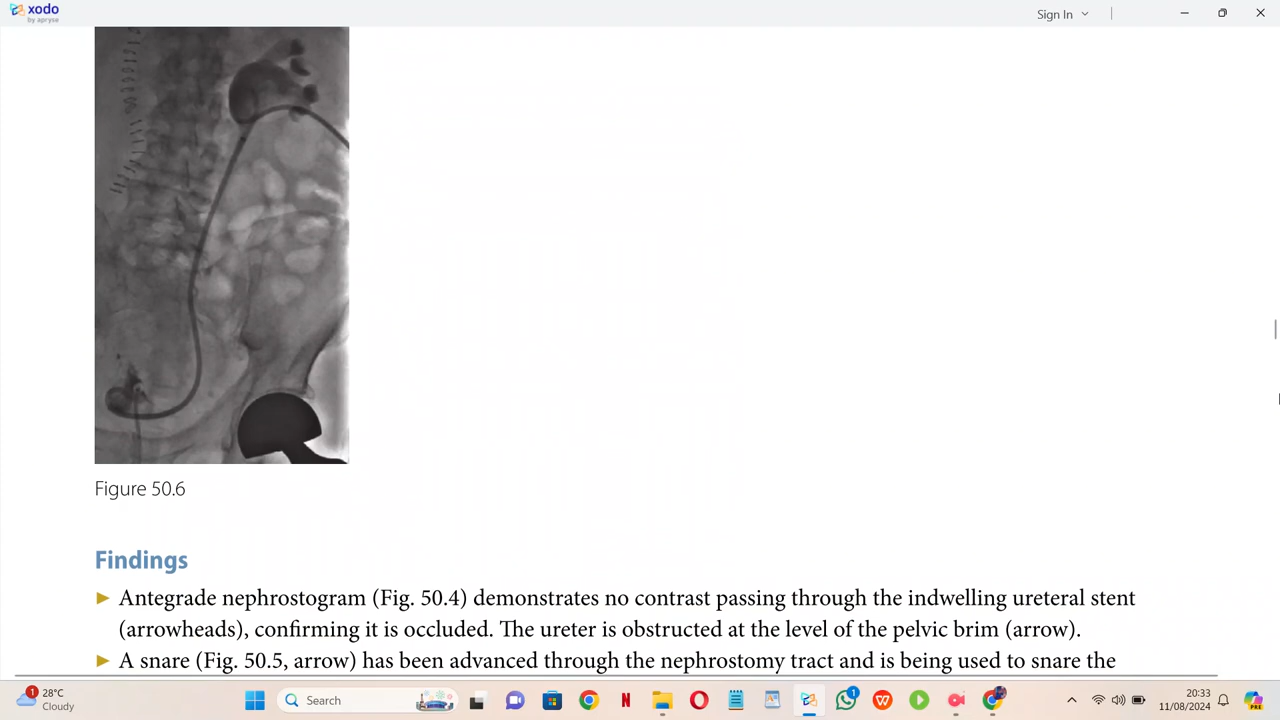 xodo
by apryse
Sign In
Figure 50.6
Findings
Antegrade nephrostogram (Fig. 50.4) demonstrates no contrast passing through the indwelling ureteral stent
(arrowheads), confirming it is occluded. The ureter is obstructed at the level of the pelvic brim (arrow).
A snare (Fig. 50.5, arrow) has been advanced through the nephrostomy tract and is being used to snare the
1
28°C
Cloudy
Search
1
20:33
11/08/2024
PRE